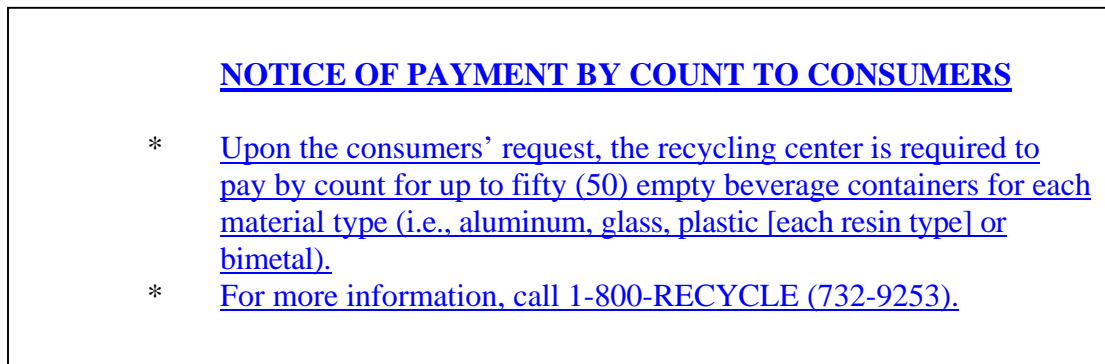 NOTICE OF PAYMENT BY COUNT TO CONSUMERS
* Upon the consumers’ request, the recycling center is required to
pay by count for up to fifty (50) empty beverage containers for each
material type (i.e., aluminum, glass, plastic [each resin type] or
bimetal).
* For more information, call 1-800-RECYCLE (732-9253).